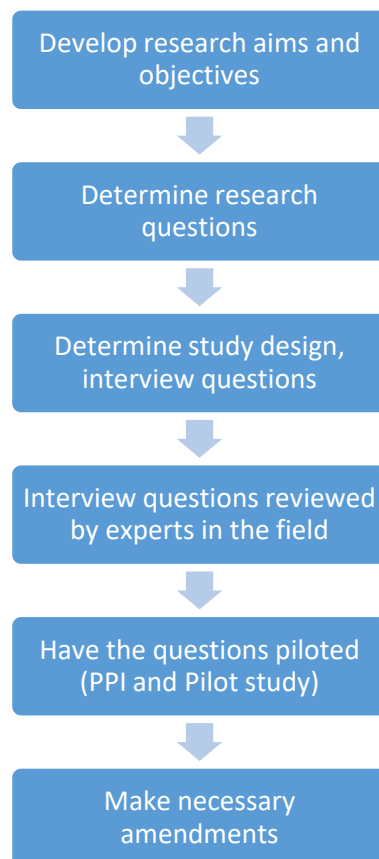 Develop research aims and
objectives
Determine research
questions
Determine study design,
interview questions
Interview questions reviewed
by experts in the field
Have the questions piloted
(PPI and Pilot study)
Make necessary
amendments